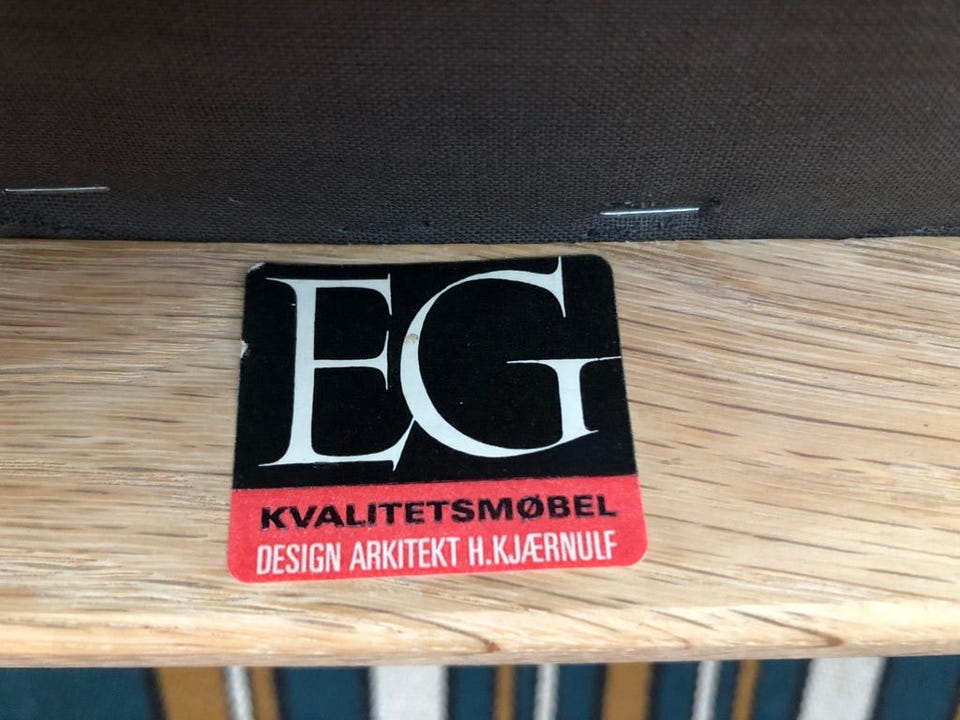 EG
KVALITETSMØBEL
DESIGN ARKITEKT H.KJÆRNULF